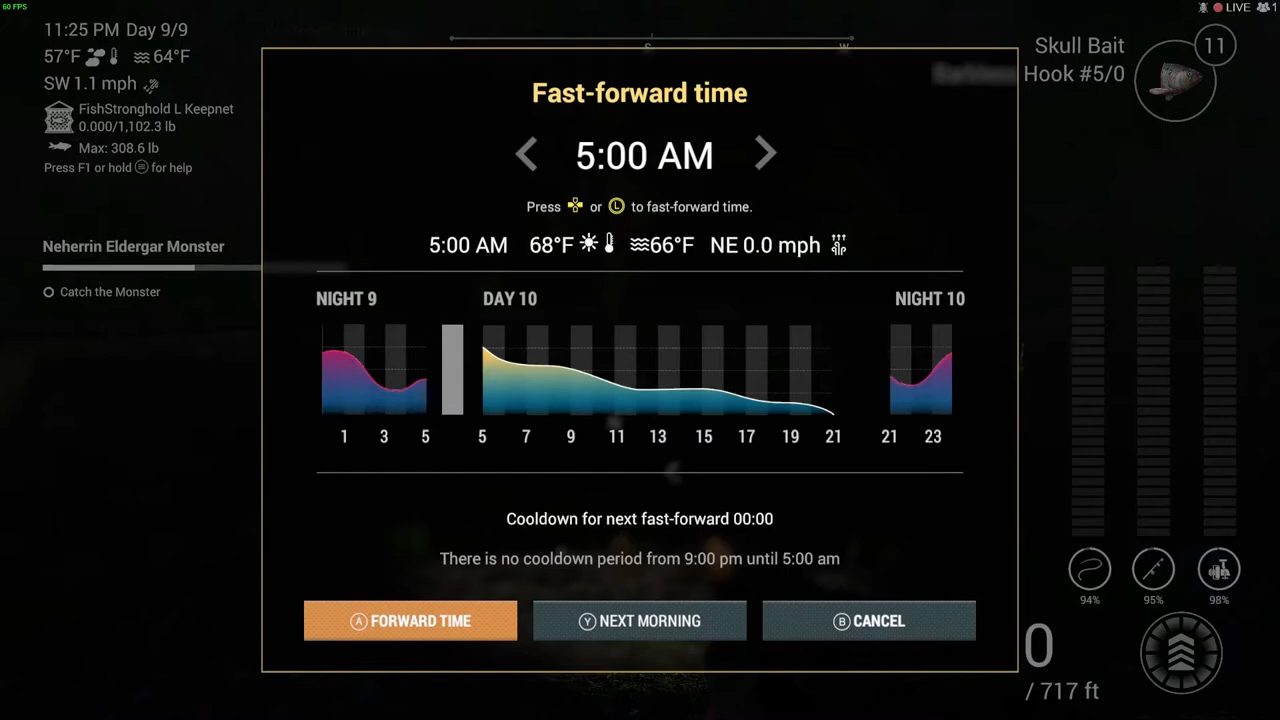 60 FPS
LIVE 1
11:25 PM Day 9/9
57°F 64°F
SW 1.1 mph
FishStronghold L Keepnet
0.000/1,102.3 lb
Max: 308.6 lb
Press F1 or hold for help
Neherrin Eldergar Monster
Catch the Monster
S W
Skull Bait 11
Hook #5/0
Fast-forward time
5:00 AM
Press or L to fast-forward time.
5:00 AM 68°F 66°F NE 0.0 mph
NIGHT 9 DAY 10 NIGHT 10
1 3 5 5 7 9 11 13 15 17 19 21 21 23
Cooldown for next fast-forward 00:00
There is no cooldown period from 9:00 pm until 5:00 am
A FORWARD TIME Y NEXT MORNING B CANCEL
94% 95% 98%
0
/ 717 ft